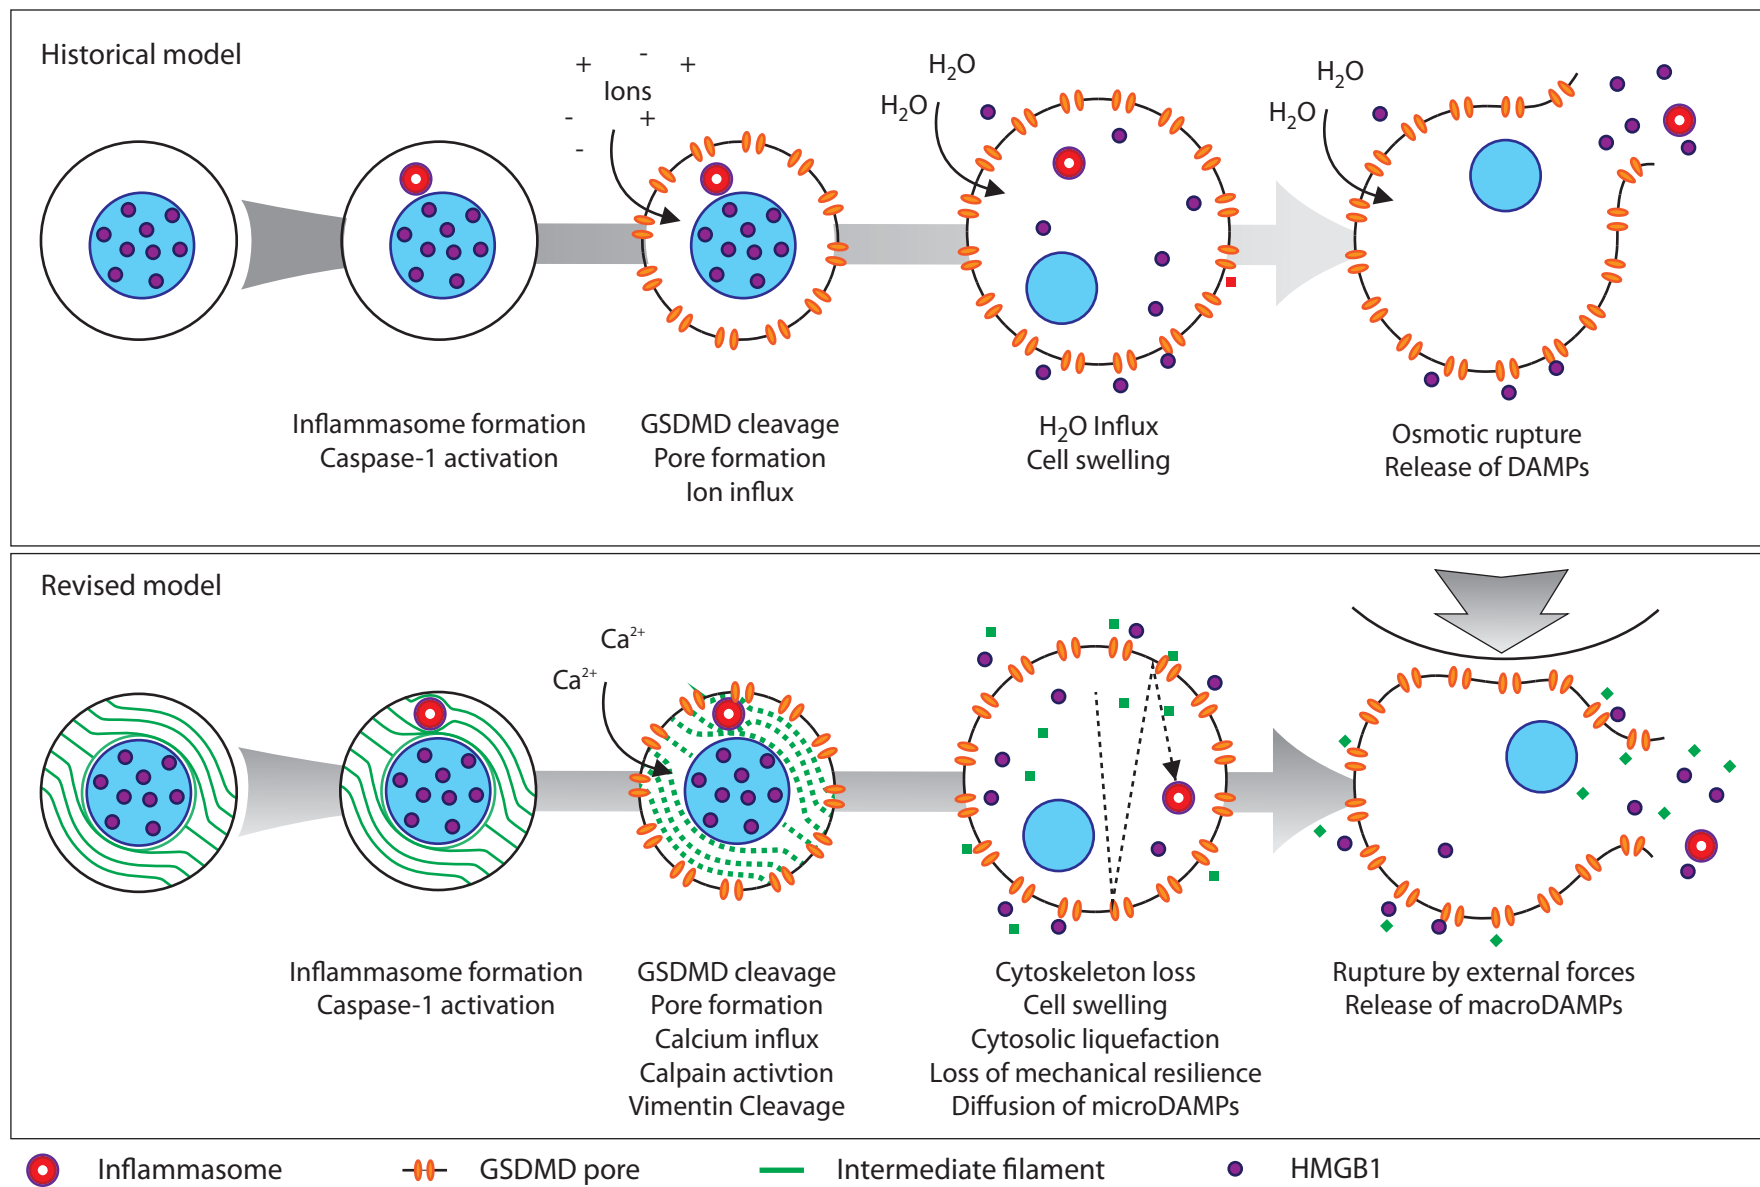 Historical model
+ - +
Ions
- +
-
H₂O
H₂O
H₂O
H₂O
Inflammasome formation
Caspase-1 activation
GSDMD cleavage
Pore formation
Ion influx
H₂O Influx
Cell swelling
Osmotic rupture
Release of DAMPs
Revised model
Ca²⁺
Ca²⁺
Inflammasome formation
Caspase-1 activation
GSDMD cleavage
Pore formation
Calcium influx
Calpain activtion
Vimentin Cleavage
Cytoskeleton loss
Cell swelling
Cytosolic liquefaction
Loss of mechanical resilience
Diffusion of microDAMPs
Rupture by external forces
Release of macroDAMPs
Inflammasome
GSDMD pore
Intermediate filament
HMGB1